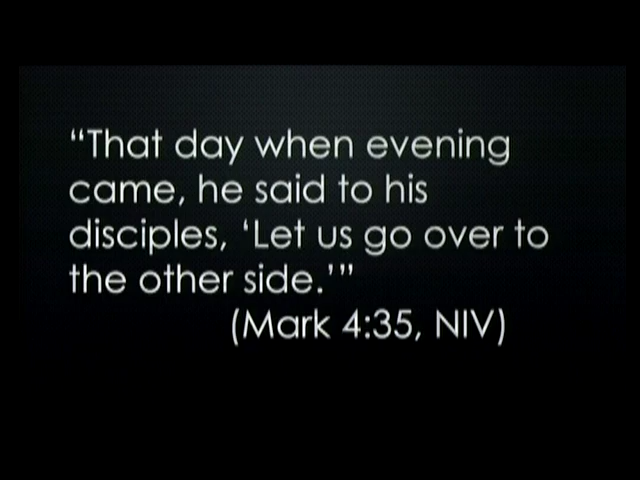 “That day when evening
came, he said to his
disciples, ‘Let us go over to
the other side.’”
(Mark 4:35, NIV)